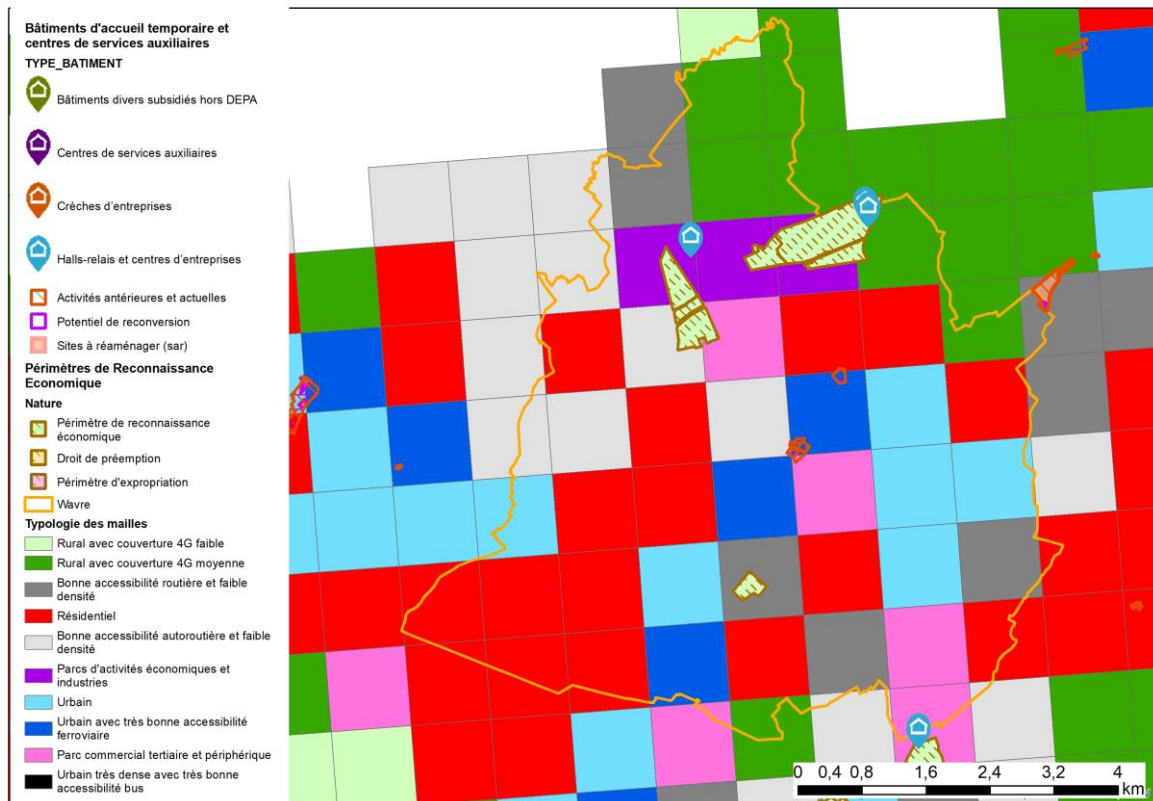 Bâtiments d'accueil temporaire et
centres de services auxiliaires
TYPE_BATIMENT
Bâtiments divers subsidiés hors DEPA
Centres de services auxiliaires
Crèches d'entreprises
Halls-relais et centres d'entreprises
Activités antérieures et actuelles
Potentiel de reconversion
Sites à réaménager (sar)
Périmètres de Reconnaissance
Economique
Nature
Périmètre de reconnaissance
économique
Droit de préemption
Périmètre d'expropriation
Wavre
Typologie des mailles
Rural avec couverture 4G faible
Rural avec couverture 4G moyenne
Bonne accessibilité routière et faible
densité
Résidentiel
Bonne accessibilité autoroutière et faible
densité
Parcs d'activités économiques et
industries
Urbain
Urbain avec très bonne accessibilité
ferroviaire
Parc commercial tertiaire et périphérique
Urbain très dense avec très bonne
accessibilité bus
0 0,4 0,8 1,6 2,4 3,2 4
km